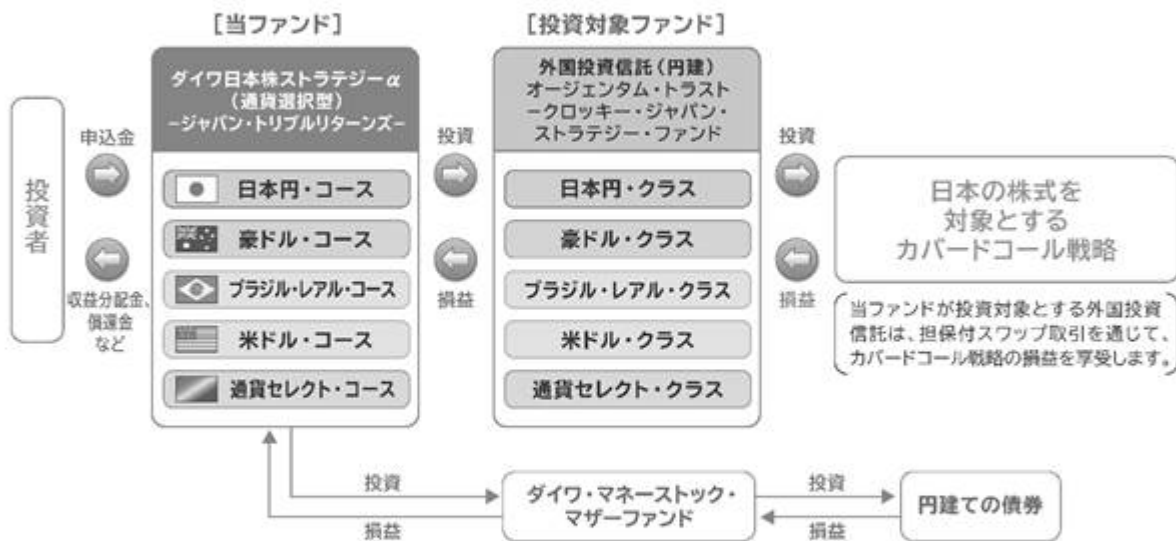 [当ファンド]
[投資対象ファンド]
投資者
申込金
収益分配金、
償還金
など
ダイワ日本株ストラテジーα
(通貨選択型)
-ジャパン・トリプルリターンズ-
日本円・コース
豪ドル・コース
ブラジル・レアル・コース
米ドル・コース
通貨セレクト・コース
投資
損益
外国投資信託(円建)
オージェンタム・トラスト
-クロッキー・ジャパン・
ストラテジー・ファンド
日本円・クラス
豪ドル・クラス
ブラジル・レアル・クラス
米ドル・クラス
通貨セレクト・クラス
投資
損益
日本の株式を
対象とする
カバードコール戦略
当ファンドが投資対象とする外国投資
信託は、担保付スワップ取引を通じて、
カバードコール戦略の損益を享受します。
投資
損益
ダイワ・マネーストック・
マザーファンド
投資
損益
円建ての債券